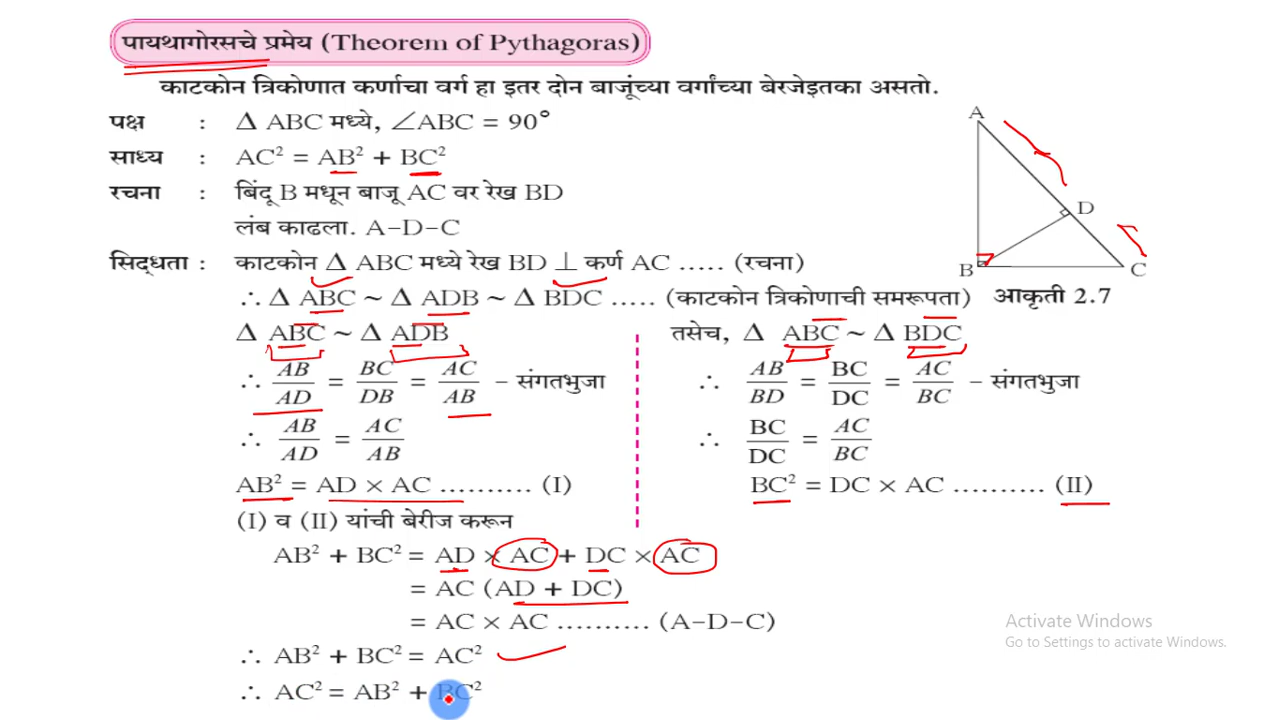 पायथागोरसचे प्रमेय (Theorem of Pythagoras)
काटकोन त्रिकोणात कर्णाचा वर्ग हा इतर दोन बाजूंच्या वर्गांच्या बेरजेइतका असतो.
पक्ष : Δ ABC मध्ये, ∠ABC = 90°
साध्य : AC² = AB² + BC²
रचना : बिंदू B मधून बाजू AC वर रेख BD
लंब काढला. A-D-C
सिद्धता : काटकोन Δ ABC मध्ये रेख BD ⊥ कर्ण AC ..... (रचना)
∴ Δ ABC ~ Δ ADB ~ Δ BDC ..... (काटकोन त्रिकोणाची समरूपता)
A
D
B
C
आकृती 2.7
Δ ABC ~ Δ ADB
∴ AB/AD = BC/DB = AC/AB - संगतभुजा
∴ AB/AD = AC/AB
AB² = AD × AC .......... (I)
तसेच, Δ ABC ~ Δ BDC
∴ AB/BD = BC/DC = AC/BC - संगतभुजा
∴ BC/DC = AC/BC
BC² = DC × AC .......... (II)
(I) व (II) यांची बेरीज करून
AB² + BC² = AD × AC + DC × AC
= AC (AD + DC)
= AC × AC .......... (A-D-C)
∴ AB² + BC² = AC²
∴ AC² = AB² + BC²
Activate Windows
Go to Settings to activate Windows.